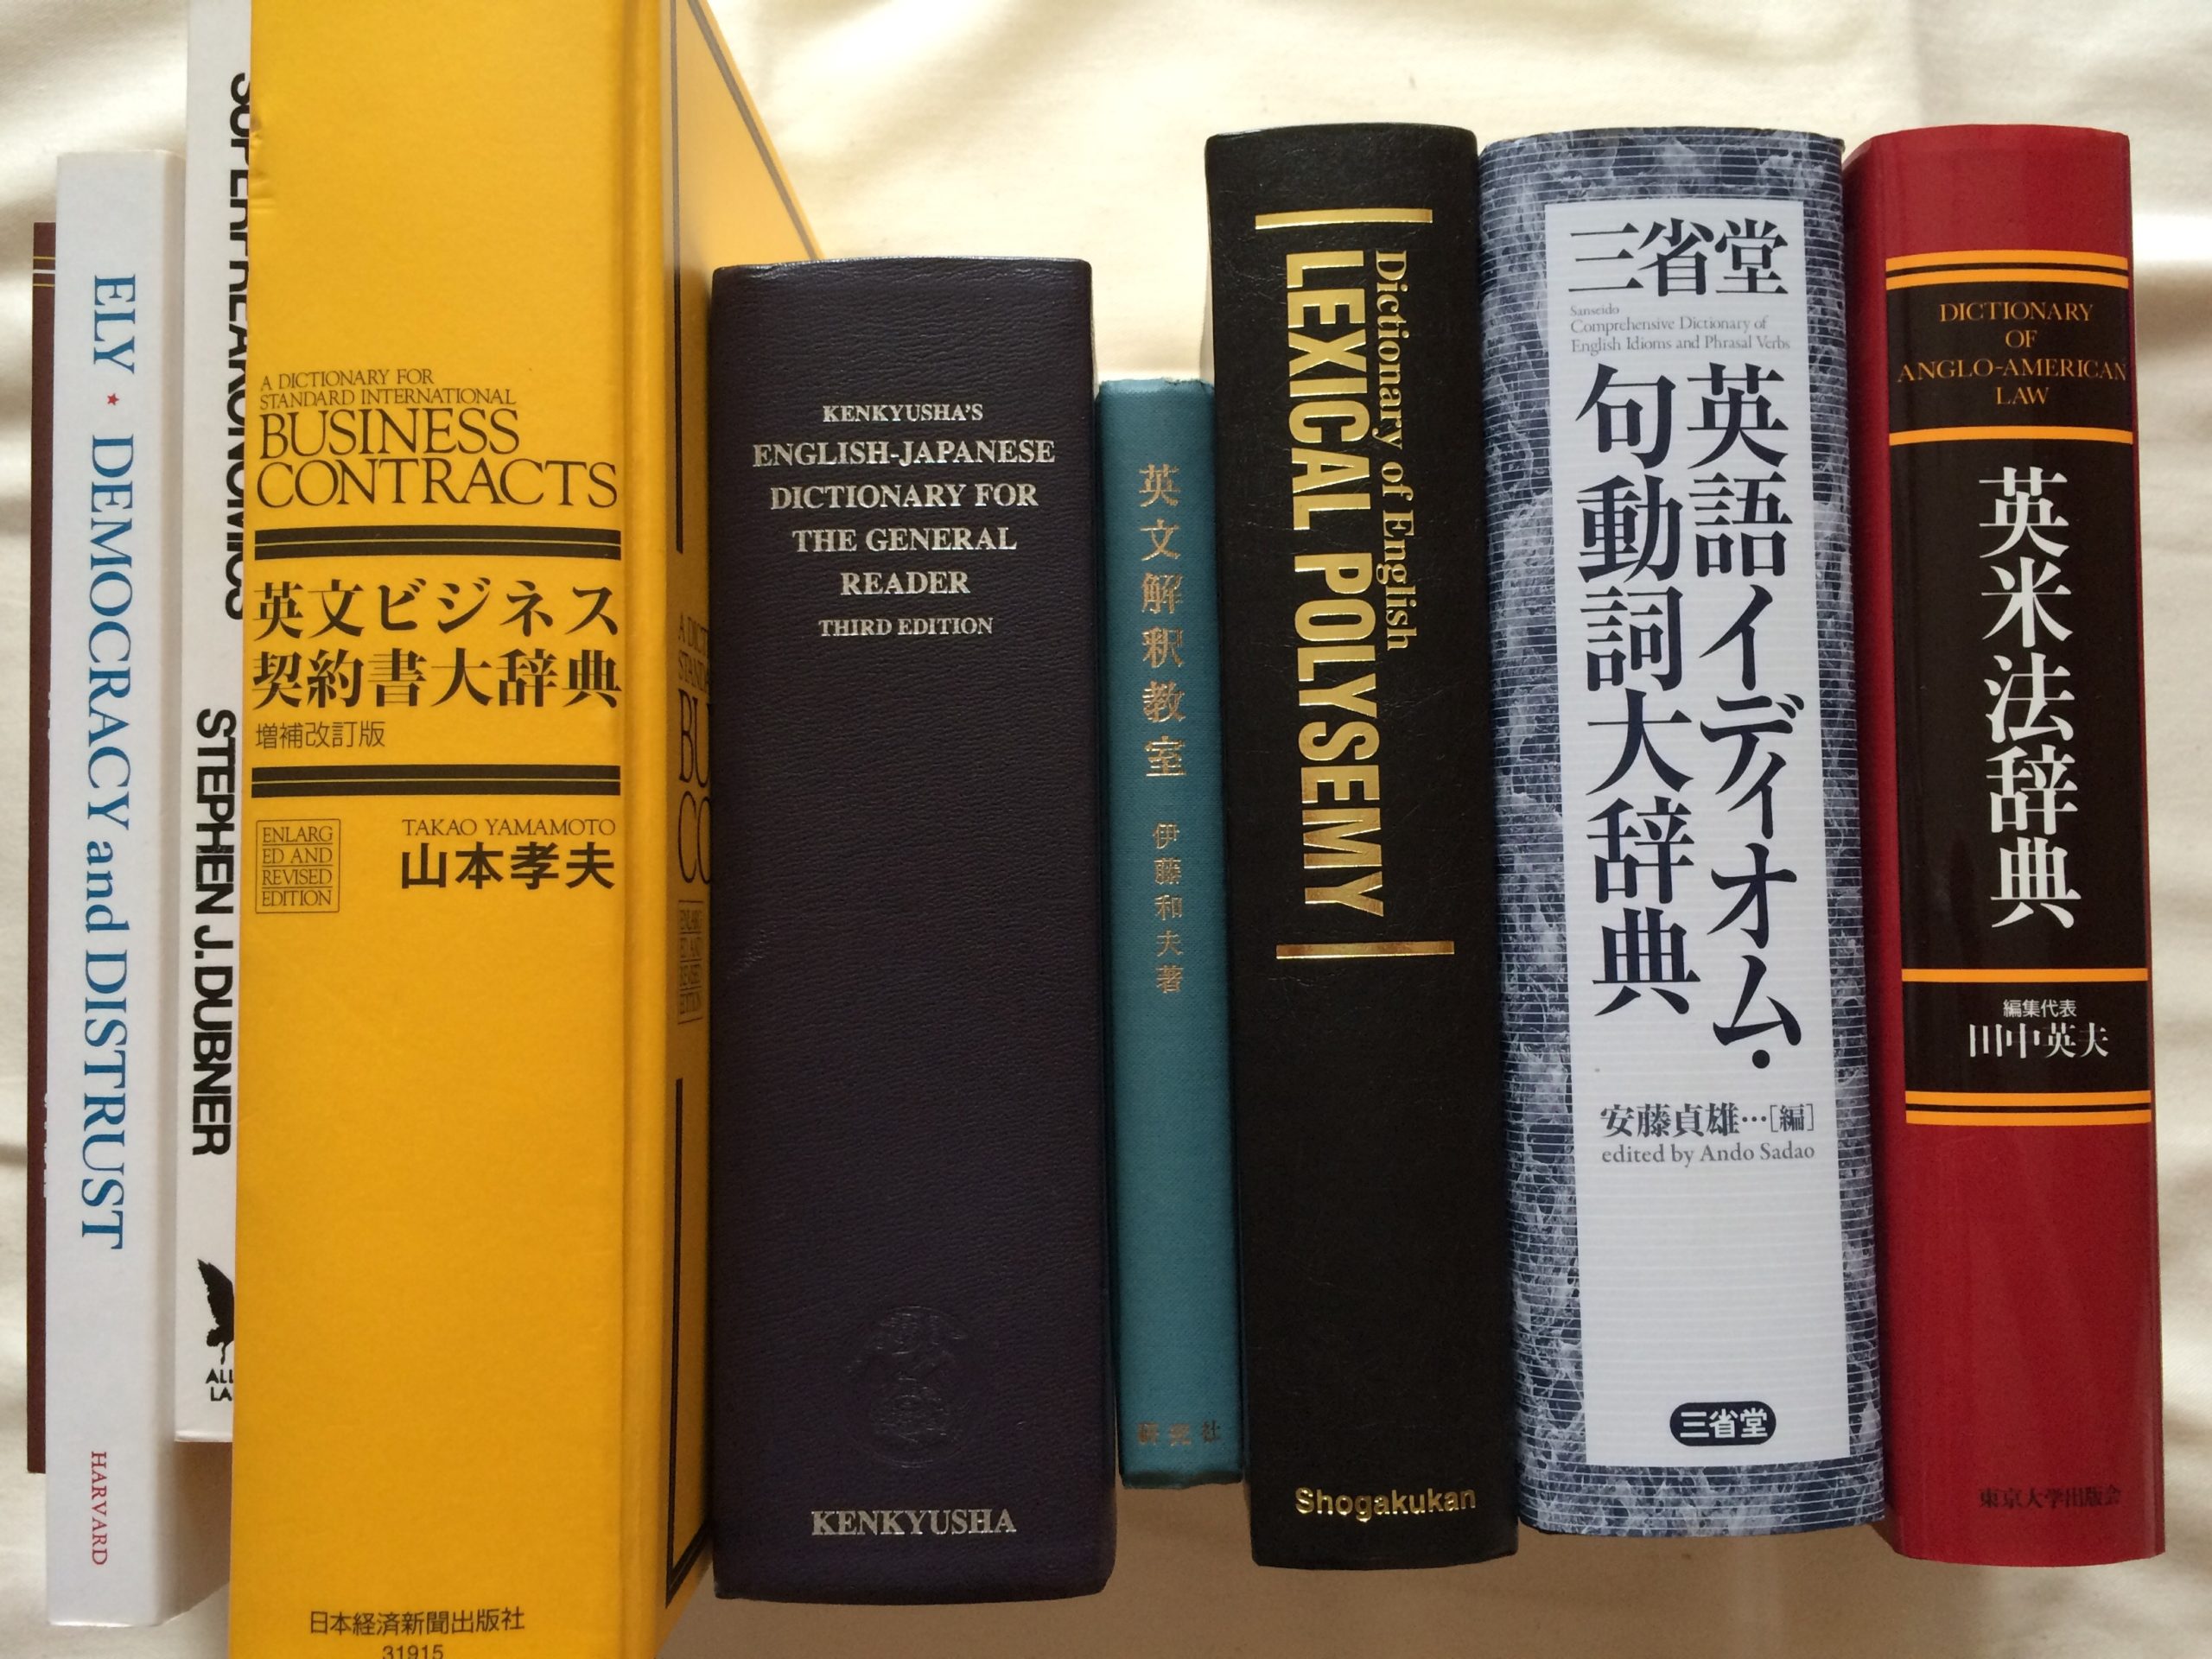 ELY ★ DEMOCRACY and DISTRUST
HARVARD
SUPERFREAKONOMICS
STEPHEN J. DUBNER
A DICTIONARY FOR
STANDARD INTERNATIONAL
BUSINESS
CONTRACTS
英文ビジネス
契約書大辞典
増補改訂版
ENLARG
ED AND
REVISED
EDITION
TAKAO YAMAMOTO
山本孝夫
日本経済新聞出版社
31915
KENKYUSHA'S
ENGLISH-JAPANESE
DICTIONARY FOR
THE GENERAL
READER
THIRD EDITION
KENKYUSHA
英文解釈教室 伊藤和夫著
研究社
Dictionary of English
LEXICAL POLYSEMY
Shogakukan
三省堂
Sanseido
Comprehensive Dictionary of
English Idioms and Phrasal Verbs
英語イディオム・
句動詞大辞典
安藤貞雄…[編]
edited by Ando Sadao
三省堂
DICTIONARY
OF
ANGLO-AMERICAN
LAW
英米法辞典
編集代表
田中英夫
東京大学出版会